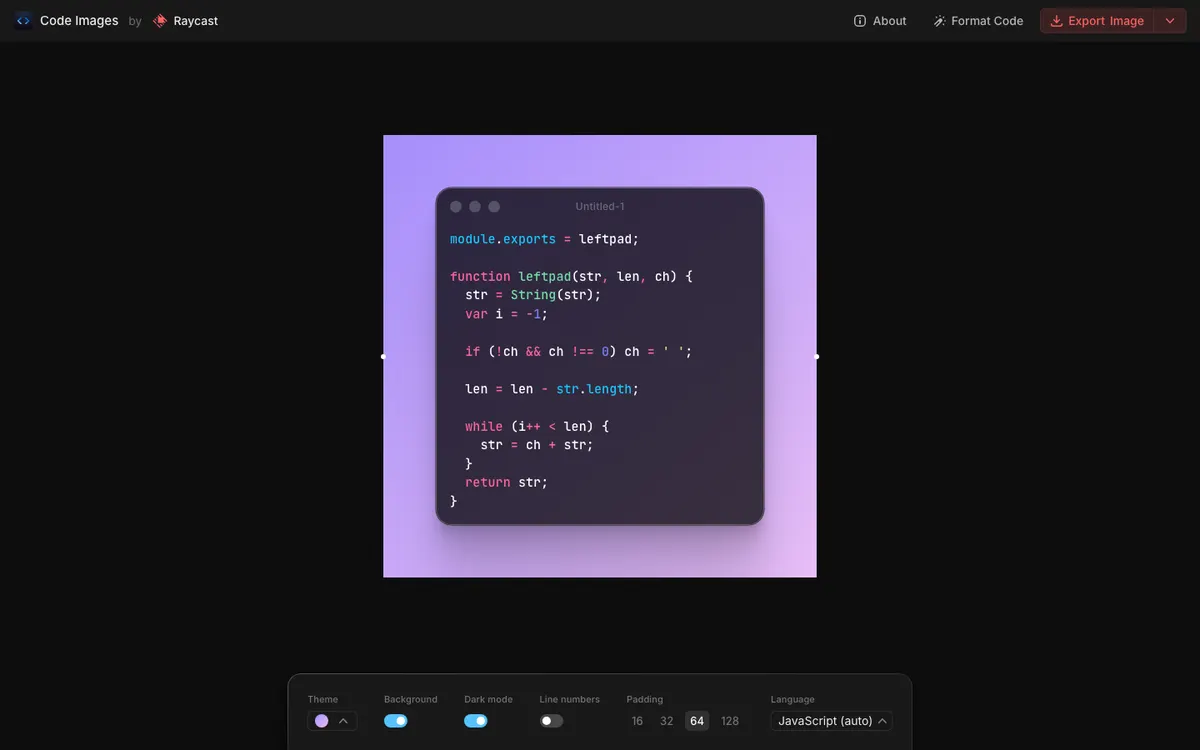 Code Images by Raycast
About
Format Code
Export Image
Untitled-1
module.exports = leftpad;
function leftpad(str, len, ch) {
  str = String(str);
  var i = -1;
  if (!ch && ch !== 0) ch = ' ';
  len = len - str.length;
  while (i++ < len) {
    str = ch + str;
  }
  return str;
}
Theme
Background
Dark mode
Line numbers
Padding
Language
16 32 64 128
JavaScript (auto)